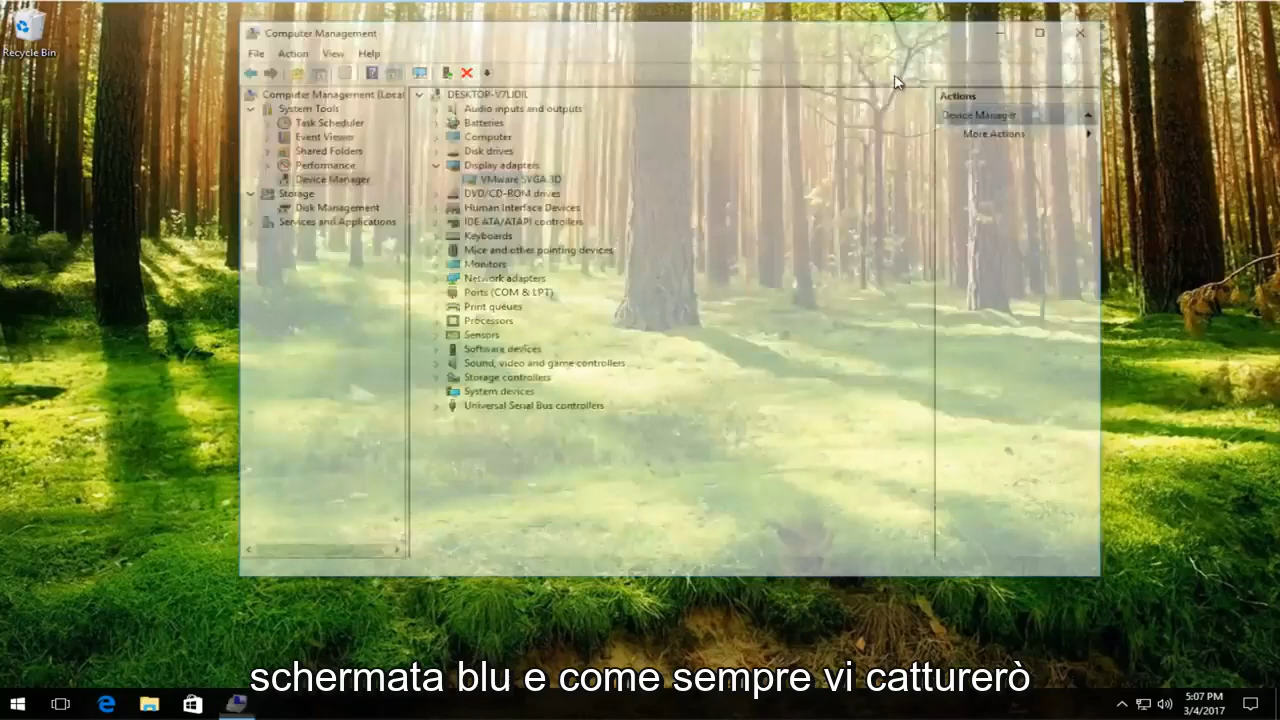 Recycle Bin
Computer Management
File Action View Help
Computer Management (Local
System Tools
Task Scheduler
Event Viewer
Shared Folders
Performance
Device Manager
Storage
Disk Management
Services and Applications
DESKTOP-V7LJDIL
Audio inputs and outputs
Batteries
Computer
Disk drives
Display adapters
VMware SVGA 3D
DVD/CD-ROM drives
Human Interface Devices
IDE ATA/ATAPI controllers
Keyboards
Mice and other pointing devices
Monitors
Network adapters
Ports (COM & LPT)
Print queues
Processors
Sensors
Software devices
Sound, video and game controllers
Storage controllers
System devices
Universal Serial Bus controllers
Actions
Device Manager
More Actions
schermata blu e come sempre vi catturerò
5:07 PM
3/4/2017